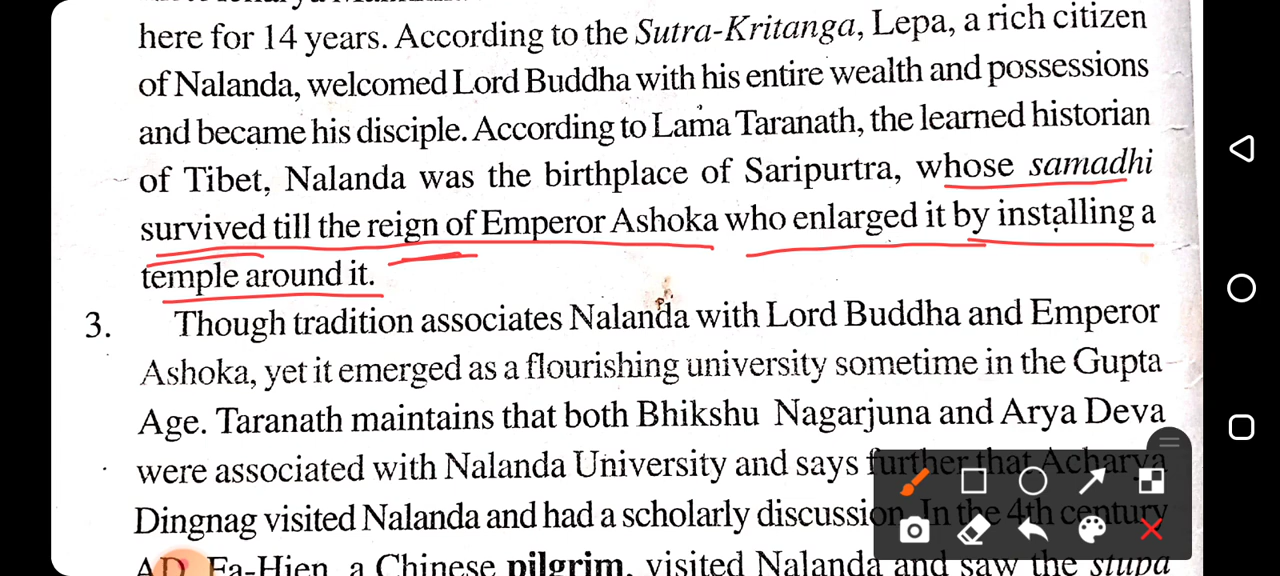 here for 14 years. According to the Sutra-Kritanga, Lepa, a rich citizen
of Nalanda, welcomed Lord Buddha with his entire wealth and possessions
and became his disciple. According to Lama Taranath, the learned historian
of Tibet, Nalanda was the birthplace of Saripurtra, whose samadhi
survived till the reign of Emperor Ashoka who enlarged it by installing a
temple around it.
3. Though tradition associates Nalanda with Lord Buddha and Emperor
Ashoka, yet it emerged as a flourishing university sometime in the Gupta
Age. Taranath maintains that both Bhikshu Nagarjuna and Arya Deva
were associated with Nalanda University and says further that Acharya
Dingnag visited Nalanda and had a scholarly discussion. In the 4th century
AD, Fa-Hien, a Chinese pilgrim, visited Nalanda and saw the stupa